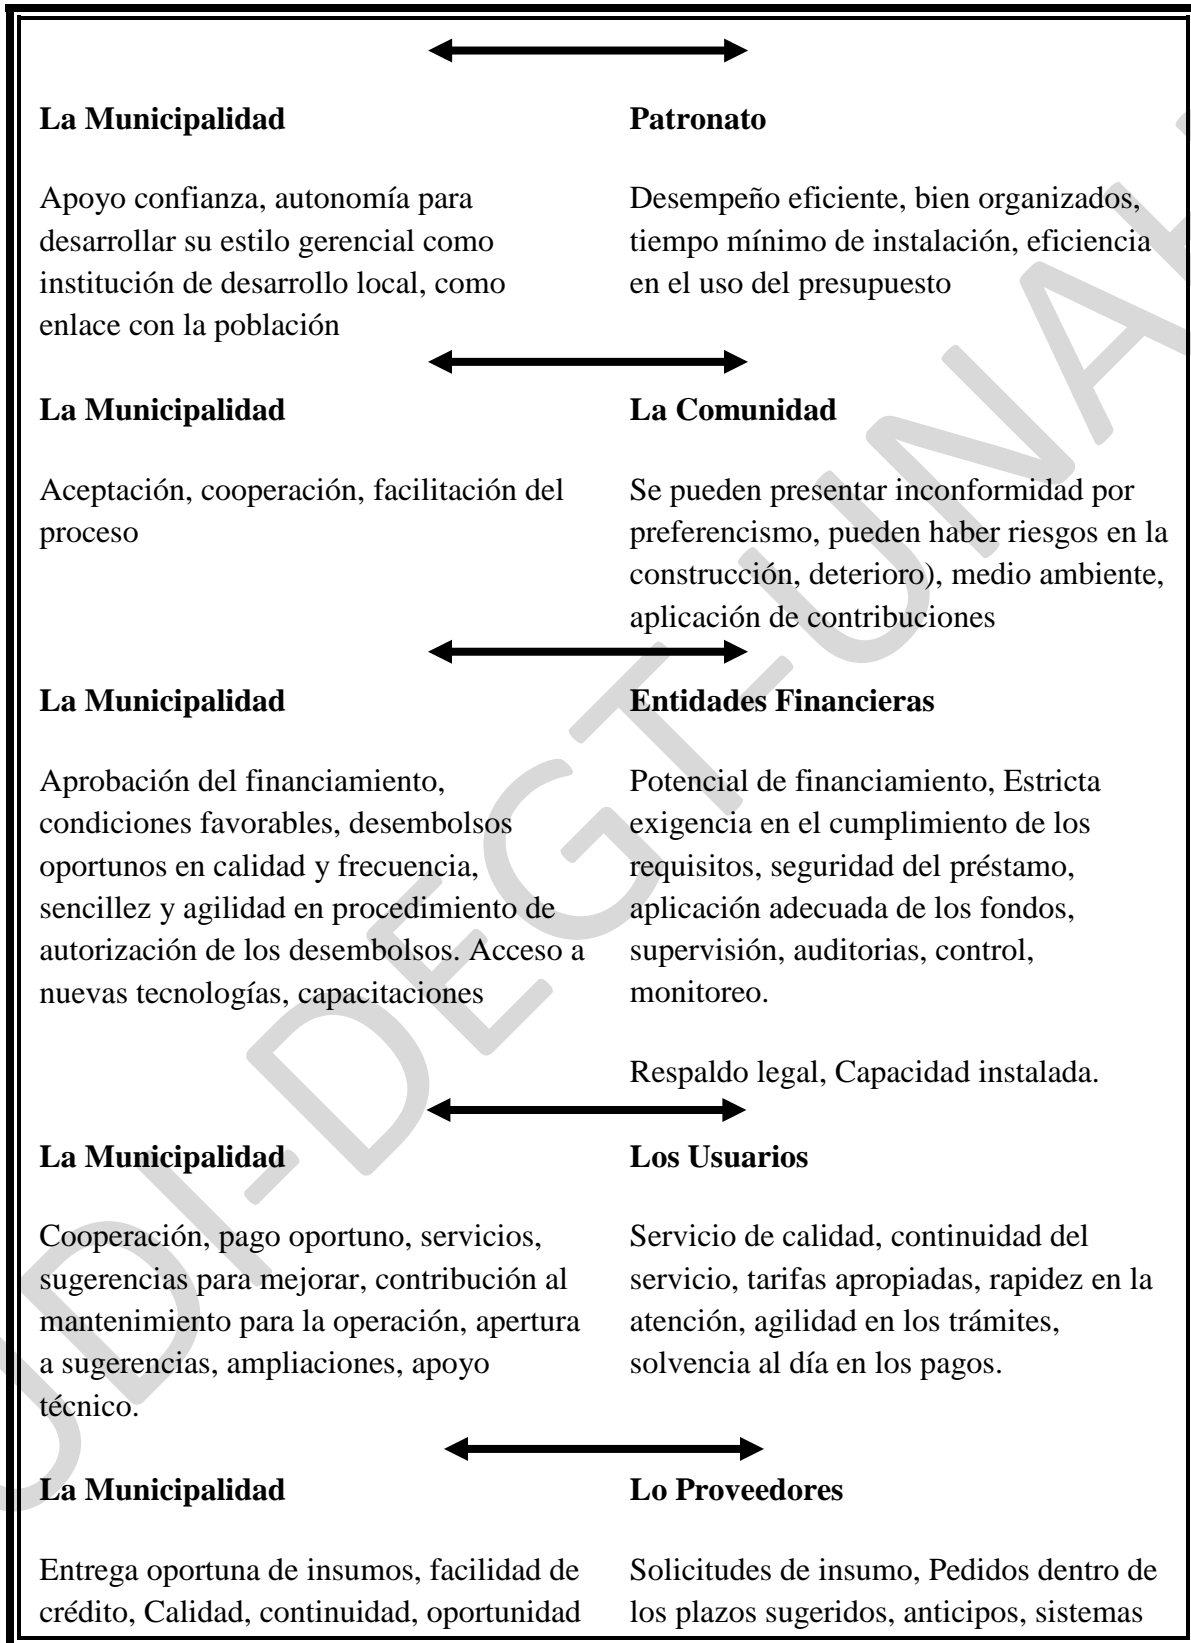 La Municipalidad
Patronato
Apoyo confianza, autonomía para
desarrollar su estilo gerencial como
institución de desarrollo local, como
enlace con la población
Desempeño eficiente, bien organizados,
tiempo mínimo de instalación, eficiencia
en el uso del presupuesto
La Municipalidad
La Comunidad
Aceptación, cooperación, facilitación del
proceso
Se pueden presentar inconformidad por
preferencismo, pueden haber riesgos en la
construcción, deterioro), medio ambiente,
aplicación de contribuciones
La Municipalidad
Entidades Financieras
Aprobación del financiamiento,
condiciones favorables, desembolsos
oportunos en calidad y frecuencia,
sencillez y agilidad en procedimiento de
autorización de los desembolsos. Acceso a
nuevas tecnologías, capacitaciones
Potencial de financiamiento, Estricta
exigencia en el cumplimiento de los
requisitos, seguridad del préstamo,
aplicación adecuada de los fondos,
supervisión, auditorias, control,
monitoreo.
Respaldo legal, Capacidad instalada.
La Municipalidad
Los Usuarios
Cooperación, pago oportuno, servicios,
sugerencias para mejorar, contribución al
mantenimiento para la operación, apertura
a sugerencias, ampliaciones, apoyo
técnico.
Servicio de calidad, continuidad del
servicio, tarifas apropiadas, rapidez en la
atención, agilidad en los trámites,
solvencia al día en los pagos.
La Municipalidad
Lo Proveedores
Entrega oportuna de insumos, facilidad de
crédito, Calidad, continuidad, oportunidad
Solicitudes de insumo, Pedidos dentro de
los plazos sugeridos, anticipos, sistemas
UDI-DEGT-UNAH